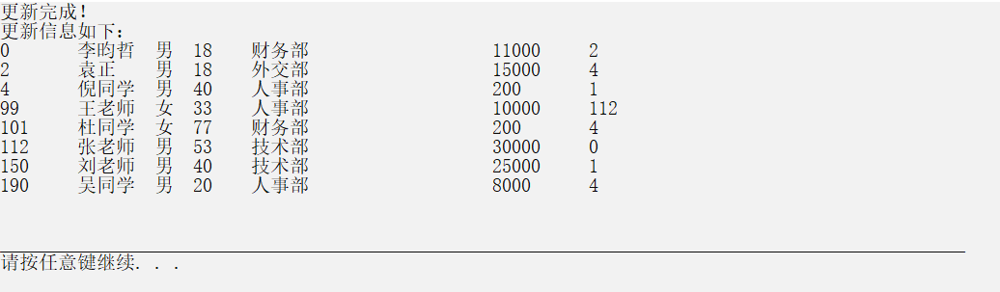 更新完成！
更新信息如下：
0 李昀哲 男 18 财务部 11000 2
2 袁正 男 18 外交部 15000 4
4 倪同学 男 40 人事部 200 1
99 王老师 女 33 人事部 10000 112
101 杜同学 女 77 财务部 200 4
112 张老师 男 53 技术部 30000 0
150 刘老师 男 40 技术部 25000 1
190 吴同学 男 20 人事部 8000 4
请按任意键继续. . .